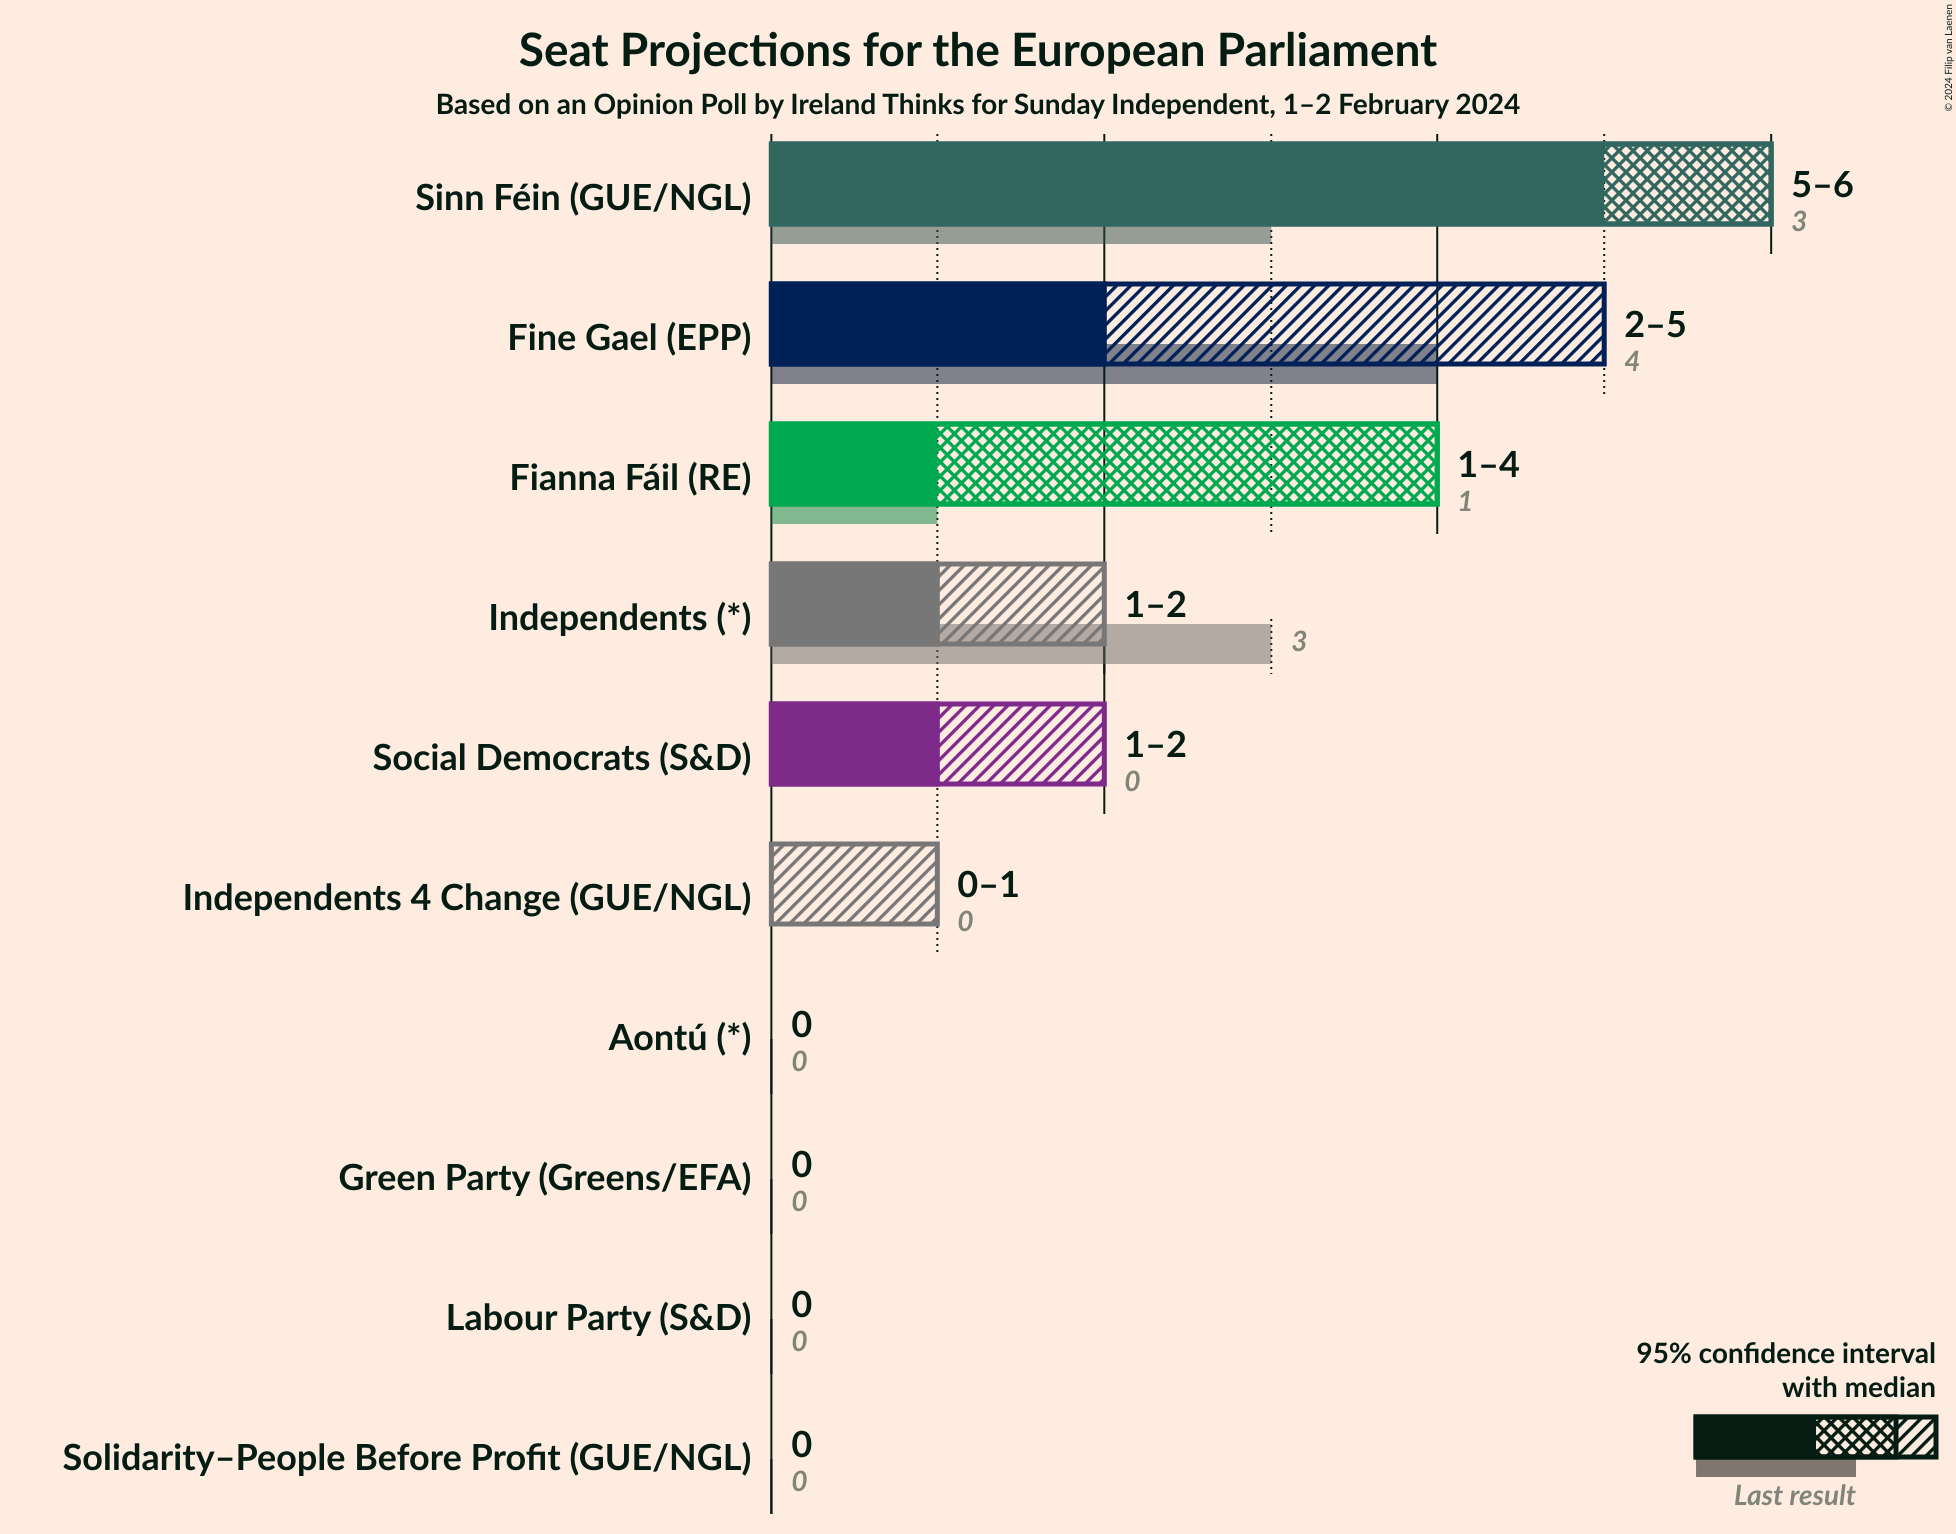 Seat Projections for the European Parliament
Based on an Opinion Poll by Ireland Thinks for Sunday Independent, 1–2 February 2024
© 2024 Filip van Laenen
Sinn Féin (GUE/NGL)
5–6
3
Fine Gael (EPP)
2–5
4
Fianna Fáil (RE)
1–4
1
Independents (*)
1–2
3
Social Democrats (S&D)
1–2
0
Independents 4 Change (GUE/NGL)
0–1
0
Aontú (*)
0
0
Green Party (Greens/EFA)
0
0
Labour Party (S&D)
0
0
Solidarity–People Before Profit (GUE/NGL)
0
0
95% confidence interval
with median
Last result